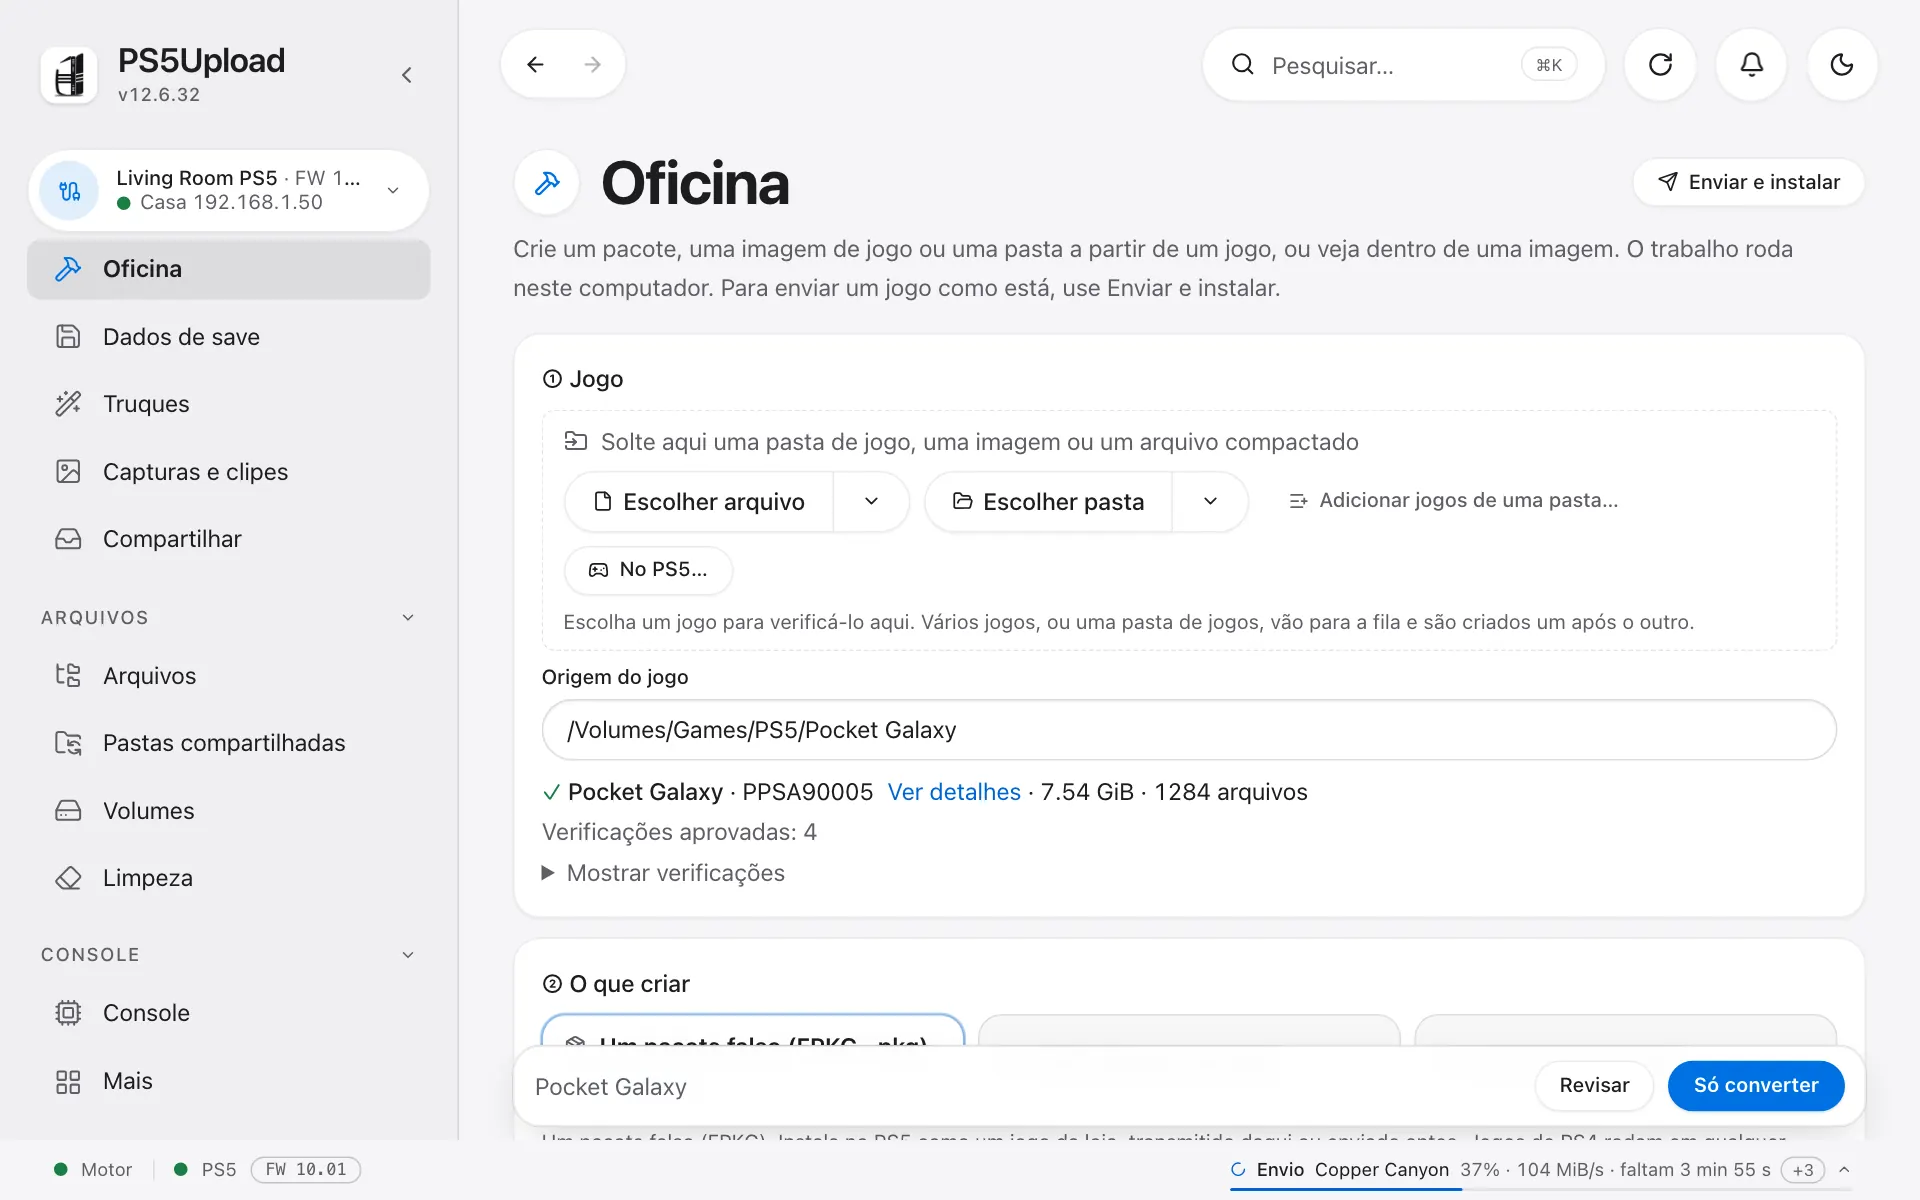 PS5Upload
v12.6.32
Living Room PS5 · FW 1...
Casa 192.168.1.50
Oficina
Dados de save
Truques
Capturas e clipes
Compartilhar
ARQUIVOS
Arquivos
Pastas compartilhadas
Volumes
Limpeza
CONSOLE
Console
Mais
Pesquisar...
⌘K
Oficina
Enviar e instalar
Crie um pacote, uma imagem de jogo ou uma pasta a partir de um jogo, ou veja dentro de uma imagem. O trabalho roda
neste computador. Para enviar um jogo como está, use Enviar e instalar.
① Jogo
Solte aqui uma pasta de jogo, uma imagem ou um arquivo compactado
Escolher arquivo
Escolher pasta
Adicionar jogos de uma pasta...
No PS5...
Escolha um jogo para verificá-lo aqui. Vários jogos, ou uma pasta de jogos, vão para a fila e são criados um após o outro.
Origem do jogo
/Volumes/Games/PS5/Pocket Galaxy
Pocket Galaxy · PPSA90005 Ver detalhes · 7.54 GiB · 1284 arquivos
Verificações aprovadas: 4
Mostrar verificações
② O que criar
Um pacote falso (FPKG, .pkg)
Pocket Galaxy
Revisar
Só converter
Motor
PS5
FW 10.01
Envio Copper Canyon 37% · 104 MiB/s · faltam 3 min 55 s
+3